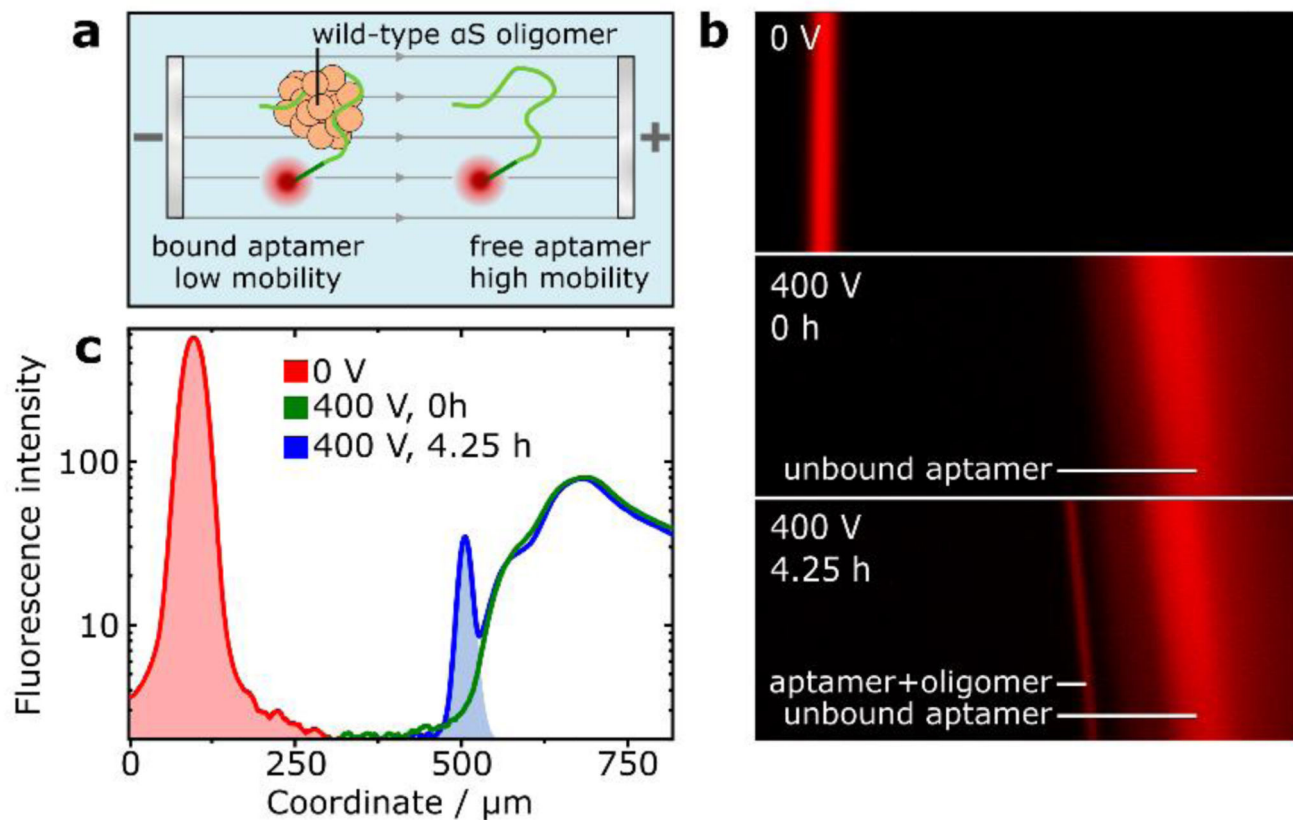 a
wild-type αS oligomer
−
+
bound aptamer
low mobility
free aptamer
high mobility
b
0 V
400 V
0 h
unbound aptamer
400 V
4.25 h
aptamer+oligomer
unbound aptamer
c
0 V
400 V, 0h
400 V, 4.25 h
Fluorescence intensity
100
10
0
250
500
750
Coordinate / μm